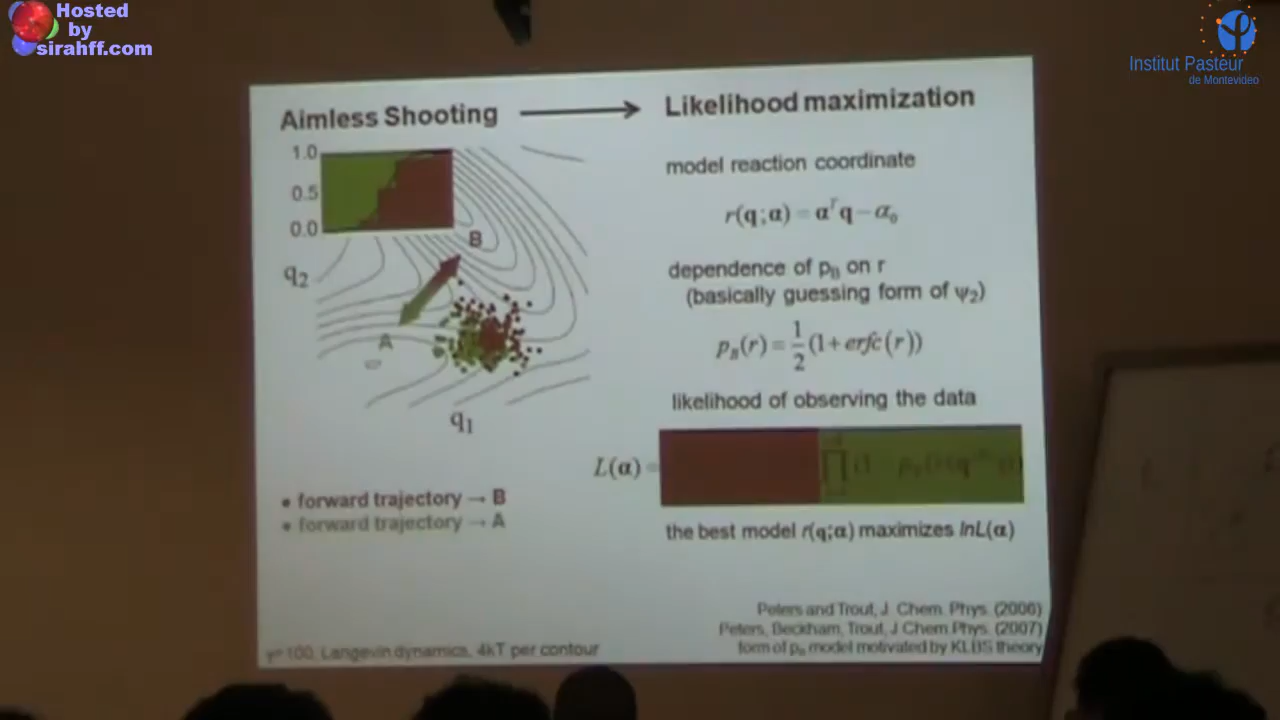 Hosted
by
sirahff.com
Institut Pasteur
de Montevideo
Aimless Shooting
Likelihood maximization
1.0
0.5
0.0
B
q₂
A
q₁
• forward trajectory → B
• forward trajectory → A
γ=100, Langevin dynamics, 4kT per contour
model reaction coordinate
r(q;α) = αᵀq − α₀
dependence of p_B on r
(basically guessing form of ψ₂)
p_B(r) = 1/2 (1+erfc(r))
likelihood of observing the data
L(α) =
the best model r(q;α) maximizes lnL(α)
Peters and Trout, J. Chem. Phys. (2006)
Peters, Beckham, Trout, J Chem Phys. (2007)
form of p_B model motivated by KLBS theory